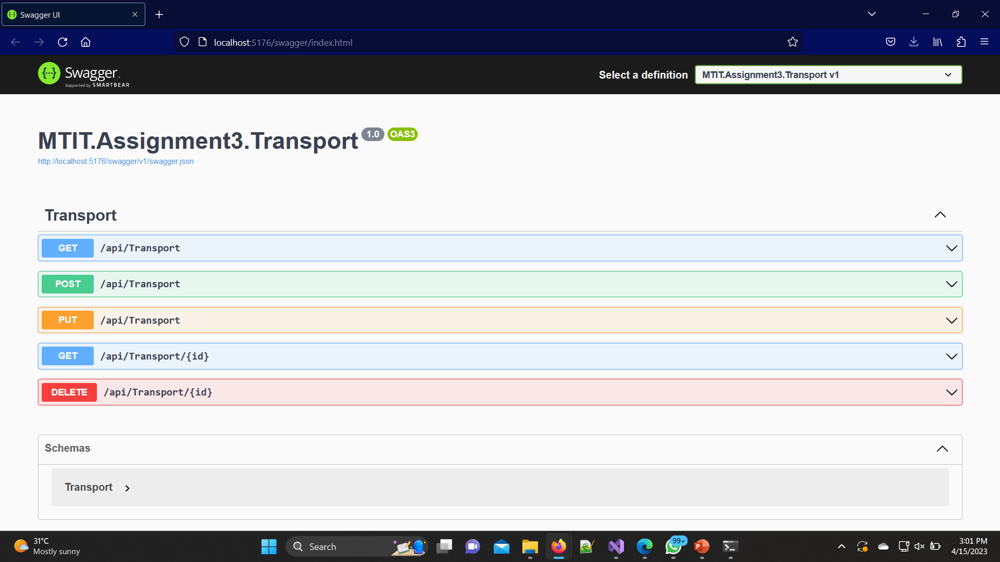 Swagger UI
localhost:5176/swagger/index.html
Swagger.
Supported by SMARTBEAR
Select a definition
MTIT.Assignment3.Transport v1
MTIT.Assignment3.Transport 1.0 OAS3
http://localhost:5176/swagger/v1/swagger.json
Transport
GET /api/Transport
POST /api/Transport
PUT /api/Transport
GET /api/Transport/{id}
DELETE /api/Transport/{id}
Schemas
Transport
31°C
Mostly sunny
Search
99+
P
3:01 PM
4/15/2023